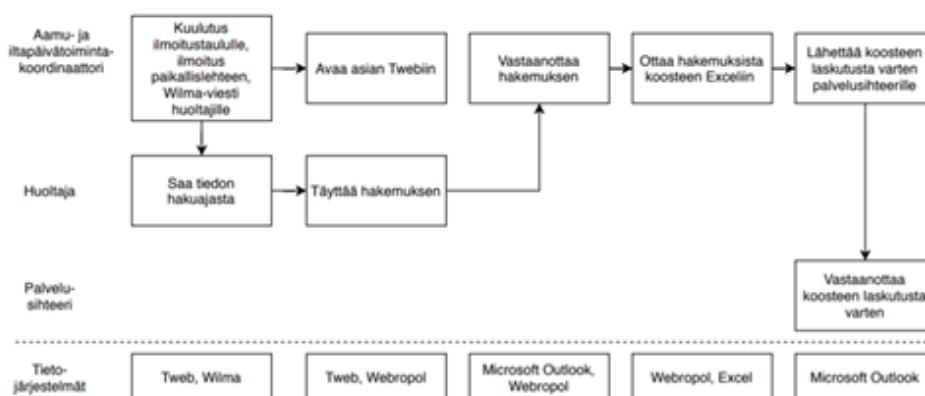 Aamu- ja
iltapäivätoiminta-
koordinaattori
Kuulutus
ilmoitustaululle,
ilmoitus
paikallislehteen,
Wilma-viesti
huoltajille
Avaa asian Twebiin
Vastaanottaa
hakemuksen
Ottaa hakemuksista
koosteen Exceliin
Lähettää koosteen
laskutusta varten
palvelusihteerille
Huoltaja
Saa tiedon
hakuajasta
Täyttää hakemuksen
Palvelu-
sihteeri
Vastaanottaa
koosteen laskutusta
varten
Tieto-
järjestelmät
Tweb, Wilma
Tweb, Webropol
Microsoft Outlook,
Webropol
Webropol, Excel
Microsoft Outlook